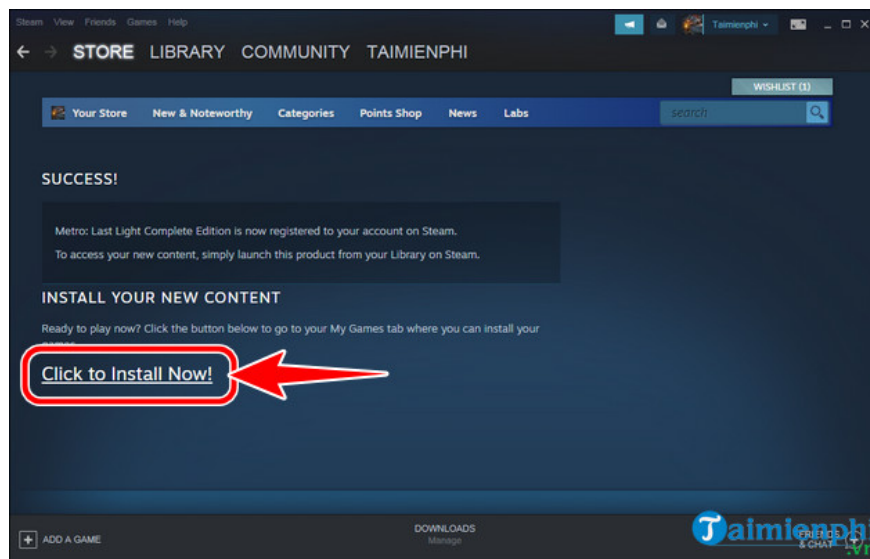 Steam View Friends Games Help
Taimienphi
STORE LIBRARY COMMUNITY TAIMIENPHI
WISHLIST (1)
Your Store New & Noteworthy Categories Points Shop News Labs search
SUCCESS!
Metro: Last Light Complete Edition is now registered to your account on Steam.
To access your new content, simply launch this product from your Library on Steam.
INSTALL YOUR NEW CONTENT
Ready to play now? Click the button below to go to your My Games tab where you can install your
Click to Install Now!
ADD A GAME
DOWNLOADS
Manage
FRIENDS
& CHAT
Taimienphi
.vn